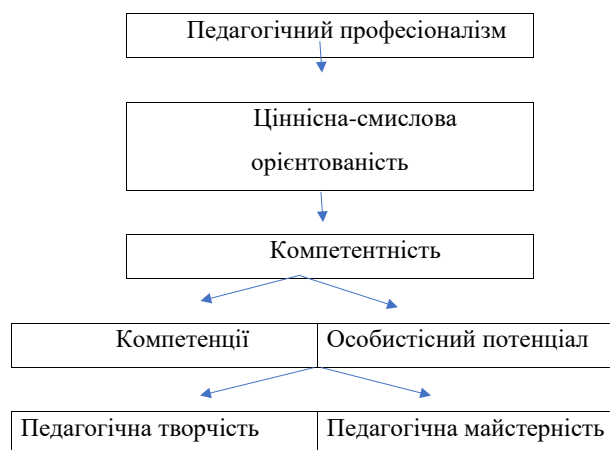 Педагогічний професіоналізм
Ціннісна-смислова
орієнтованість
Компетентність
Компетенції
Особистісний потенціал
Педагогічна творчість
Педагогічна майстерність